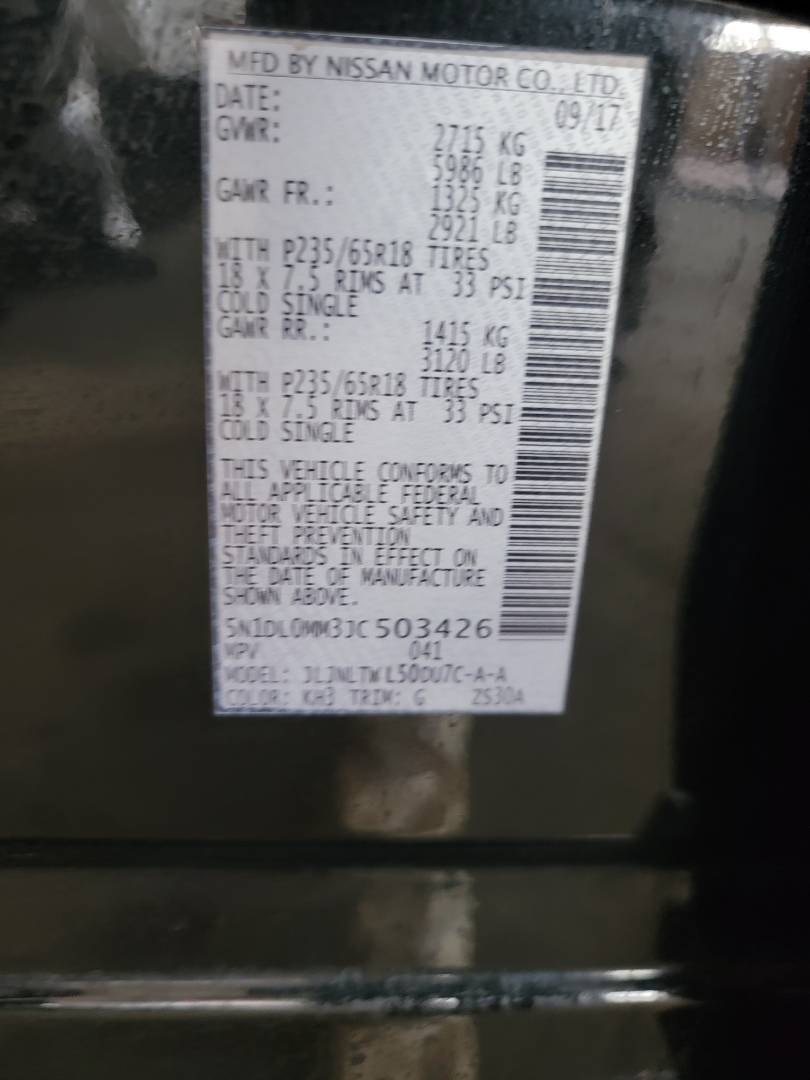 MFD BY NISSAN MOTOR CO., LTD.
DATE: 09/17
GVWR: 2715 KG
5986 LB
GAWR FR.: 1325 KG
2921 LB
WITH P235/65R18 TIRES
18 X 7.5 RIMS AT 33 PSI
COLD SINGLE
GAWR RR.: 1415 KG
3120 LB
WITH P235/65R18 TIRES
18 X 7.5 RIMS AT 33 PSI
COLD SINGLE
THIS VEHICLE CONFORMS TO
ALL APPLICABLE FEDERAL
MOTOR VEHICLE SAFETY AND
THEFT PREVENTION
STANDARDS IN EFFECT ON
THE DATE OF MANUFACTURE
SHOWN ABOVE.
5N1DL0MM3JC503426
MPV 041
MODEL:
COLOR: KH3 TRIM: G 2S30A